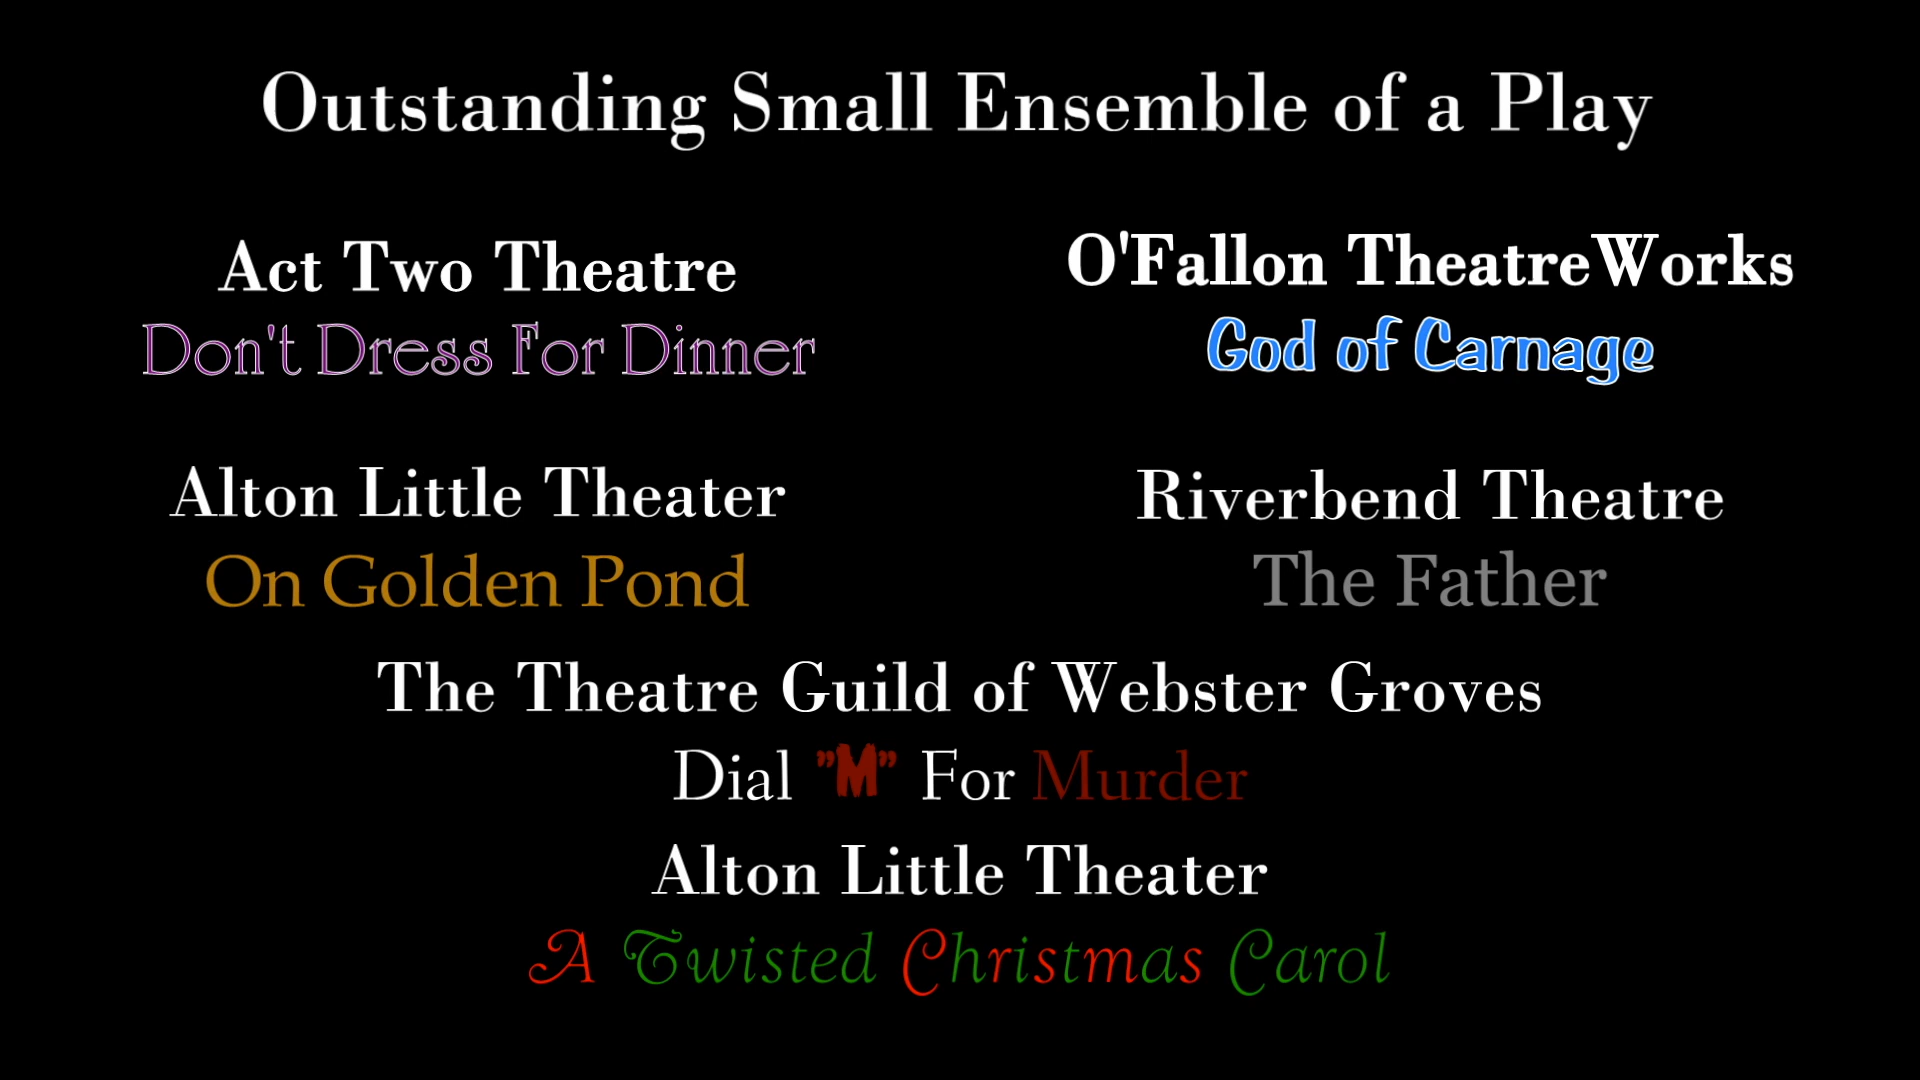 Outstanding Small Ensemble of a Play
Act Two Theatre
Don't Dress For Dinner
O'Fallon TheatreWorks
God of Carnage
Alton Little Theater
On Golden Pond
Riverbend Theatre
The Father
The Theatre Guild of Webster Groves
Dial ”M” For Murder
Alton Little Theater
A Twisted Christmas Carol